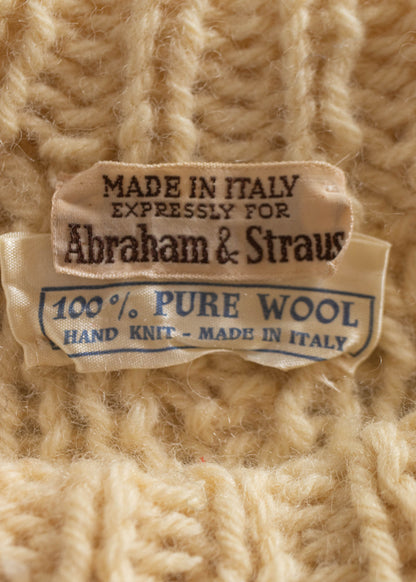 MADE IN ITALY
EXPRESSLY FOR
Abraham & Straus
100% PURE WOOL
HAND KNIT - MADE IN ITALY